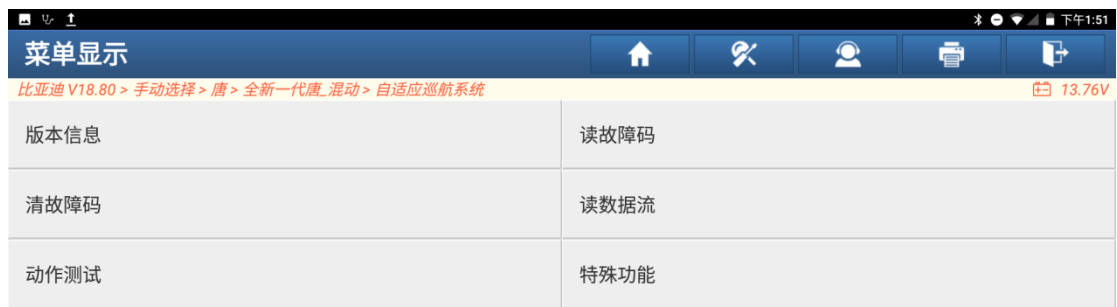 下午1:51
菜单显示
比亚迪 V18.80 > 手动选择 > 唐 > 全新一代唐_混动 > 自适应巡航系统
13.76V
版本信息
读故障码
清故障码
读数据流
动作测试
特殊功能